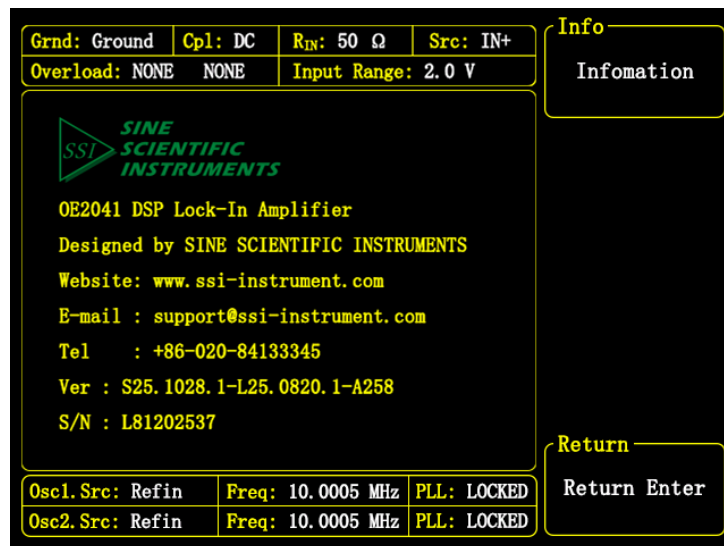 Grnd: Ground Cpl: DC RIN: 50 Ω Src: IN+
Overload: NONE NONE Input Range: 2.0 V
Info
Infomation
SSI
SINE
SCIENTIFIC
INSTRUMENTS
OE2041 DSP Lock-In Amplifier
Designed by SINE SCIENTIFIC INSTRUMENTS
Website: www.ssi-instrument.com
E-mail : support@ssi-instrument.com
Tel : +86-020-84133345
Ver : S25.1028.1-L25.0820.1-A258
S/N : L81202537
Return
Return Enter
Osc1.Src: Refin Freq: 10.0005 MHz PLL: LOCKED
Osc2.Src: Refin Freq: 10.0005 MHz PLL: LOCKED